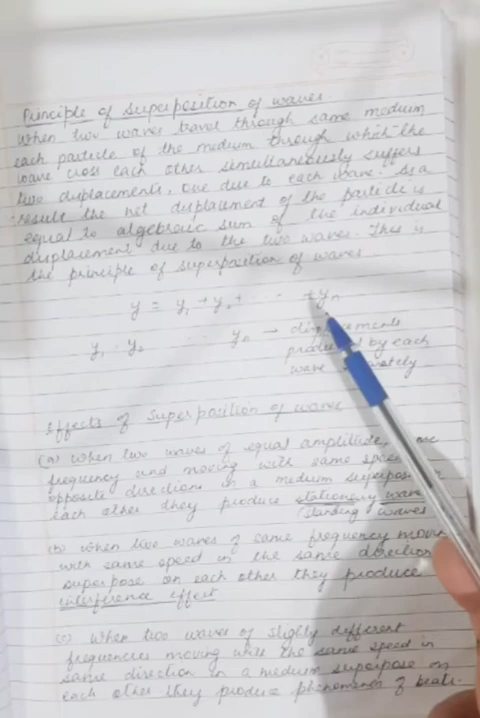 Principle of superposition of waves
When two waves travel through same medium
each particle of the medium through which the
wave cross each other simultaneously suffers
two displacements, one due to each wave. As a
result the net displacement of the particle is
equal to algebraic sum of the individual
displacement due to the two waves. This is
the principle of superposition of waves
y = y₁ + y₂ + . . . + yₙ
y₁ . y₂ yₙ → displacements
produced by each
wave
Effects of superposition of waves
(a) When two waves of equal amplitude,
frequency and moving with same speed
opposite directions in a medium superpose
each other they produce stationary wave
/standing waves
(b) When two waves of same frequency moving
with same speed in the same direction
superpose on each other they produce
interference effect
(c) When two waves of slighly different
frequencies moving with the same speed in
same direction in a medium superpose on
each other they produce phenomenon of beats.